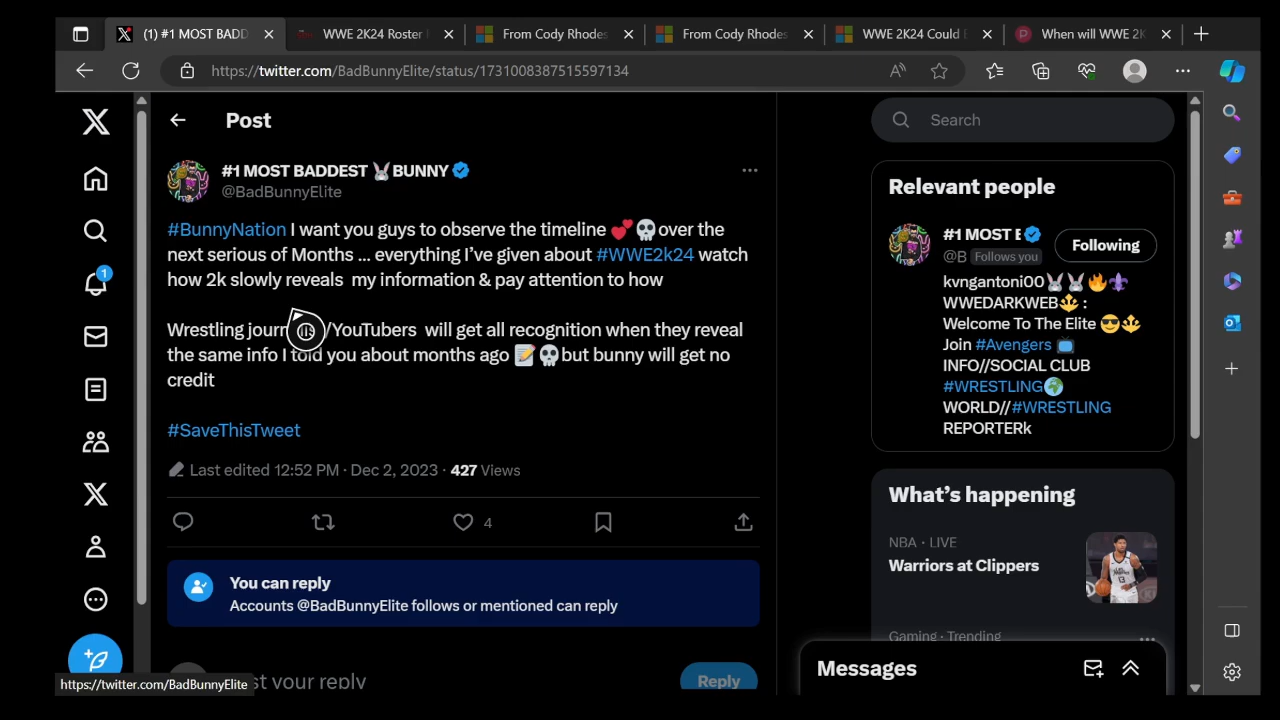 (1) #1 MOST BADD
WWE 2K24 Roster
From Cody Rhodes
From Cody Rhodes
WWE 2K24 Could
When will WWE 2K
https://twitter.com/BadBunnyElite/status/1731008387515597134
Post
#1 MOST BADDEST 🐰BUNNY
@BadBunnyElite
#BunnyNation I want you guys to observe the timeline 💕💀over the
next serious of Months ... everything I've given about #WWE2k24 watch
how 2k slowly reveals my information & pay attention to how
Wrestling journ /YouTubers will get all recognition when they reveal
the same info I told you about months ago 📝💀but bunny will get no
credit
#SaveThisTweet
Last edited 12:52 PM · Dec 2, 2023 · 427 Views
4
You can reply
Accounts @BadBunnyElite follows or mentioned can reply
st your reply
Reply
1
https://twitter.com/BadBunnyElite
Search
Relevant people
#1 MOST E
@B Follows you
Following
kvngantoni00🐰🐰🔥⚜️
WWEDARKWEB🔱 :
Welcome To The Elite 😎🔱
Join #Avengers 📺
INFO//SOCIAL CLUB
#WRESTLING🌍
WORLD//#WRESTLING
REPORTERk
What's happening
NBA · LIVE
Warriors at Clippers
Gaming · Trending
Messages